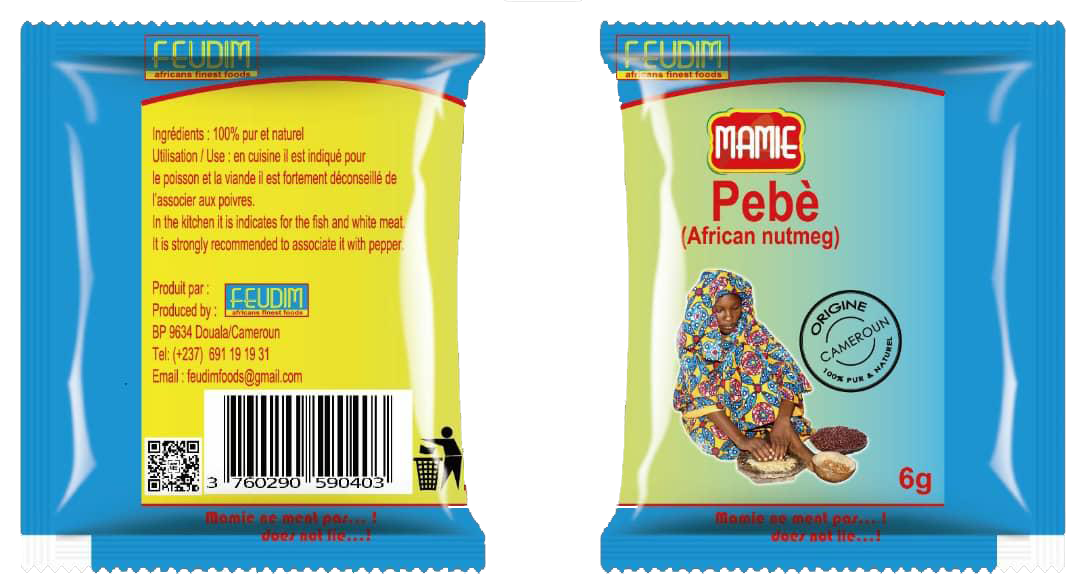 FEUDIM
africans finest foods
Ingrédients : 100% pur et naturel
Utilisation / Use : en cuisine il est indiqué pour
le poisson et la viande il est fortement déconseillé de
l'associer aux poivres.
In the kitchen it is indicates for the fish and white meat.
It is strongly recommended to associate it with pepper.
Produit par :
Produced by :
FEUDIM
africans finest foods
BP 9634 Douala/Cameroun
Tel: (+237) 691 19 19 31
Email : feudimfoods@gmail.com
3 760290 590403
Mamie ne ment pas... !
does not lie...!
FEUDIM
africans finest foods
MAMIE
Pebè
(African nutmeg)
ORIGINE
CAMEROUN
100% PUR & NATUREL
6g
Mamie ne ment pas... !
does not lie...!